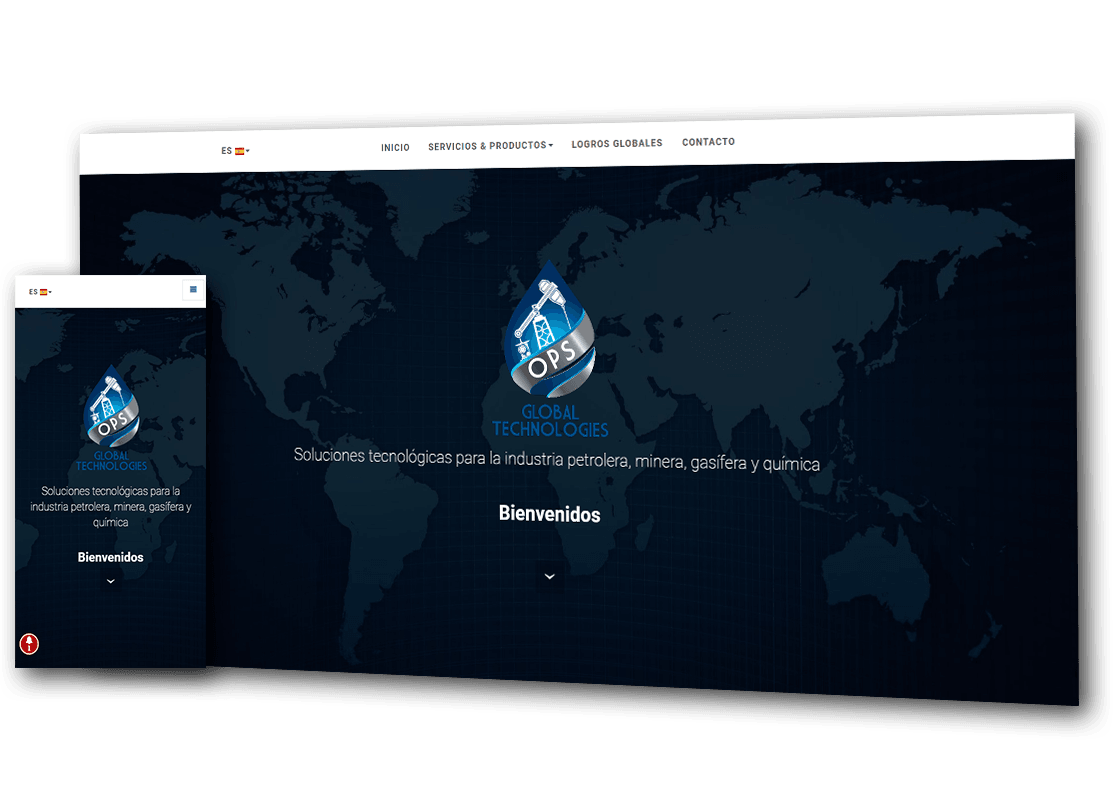 ES
INICIO
SERVICIOS & PRODUCTOS
LOGROS GLOBALES
CONTACTO
OPS
GLOBAL
TECHNOLOGIES
Soluciones tecnológicas para la industria petrolera, minera, gasífera y química
Bienvenidos
ES
OPS
GLOBAL
TECHNOLOGIES
Soluciones tecnológicas para la
industria petrolera, minera, gasífera y
química
Bienvenidos
1